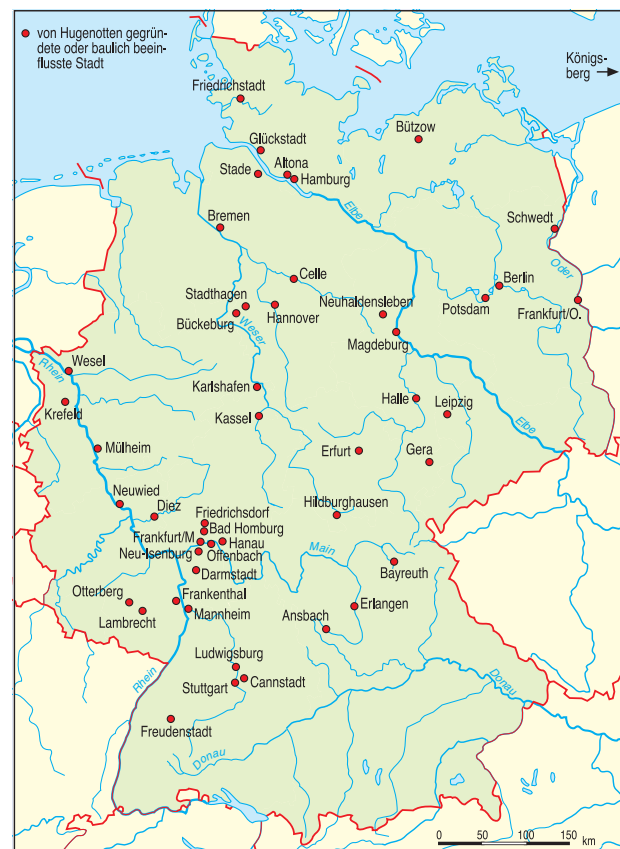 von Hugenotten gegrün-
dete oder baulich beein-
flusste Stadt
Königs-
berg
Friedrichstadt
Bützow
Glückstadt
Altona
Stade
Hamburg
Elbe
Bremen
Schwedt
Oder
Celle
Berlin
Stadthagen
Neuhaldensleben
Potsdam
Frankfurt/O.
Bückeburg
Weser
Hannover
Magdeburg
Rhein
Wesel
Karlshafen
Halle
Leipzig
Krefeld
Kassel
Elbe
Mülheim
Erfurt
Gera
Neuwied
Diez
Hildburghausen
Friedrichsdorf
Bad Homburg
Frankfurt/M
Hanau
Neu-Isenburg
Offenbach
Main
Darmstadt
Bayreuth
Otterberg
Frankenthal
Erlangen
Lambrecht
Mannheim
Ansbach
Ludwigsburg
Rhein
Stuttgart
Cannstadt
Donau
Freudenstadt
Donau
0 50 100 150 km